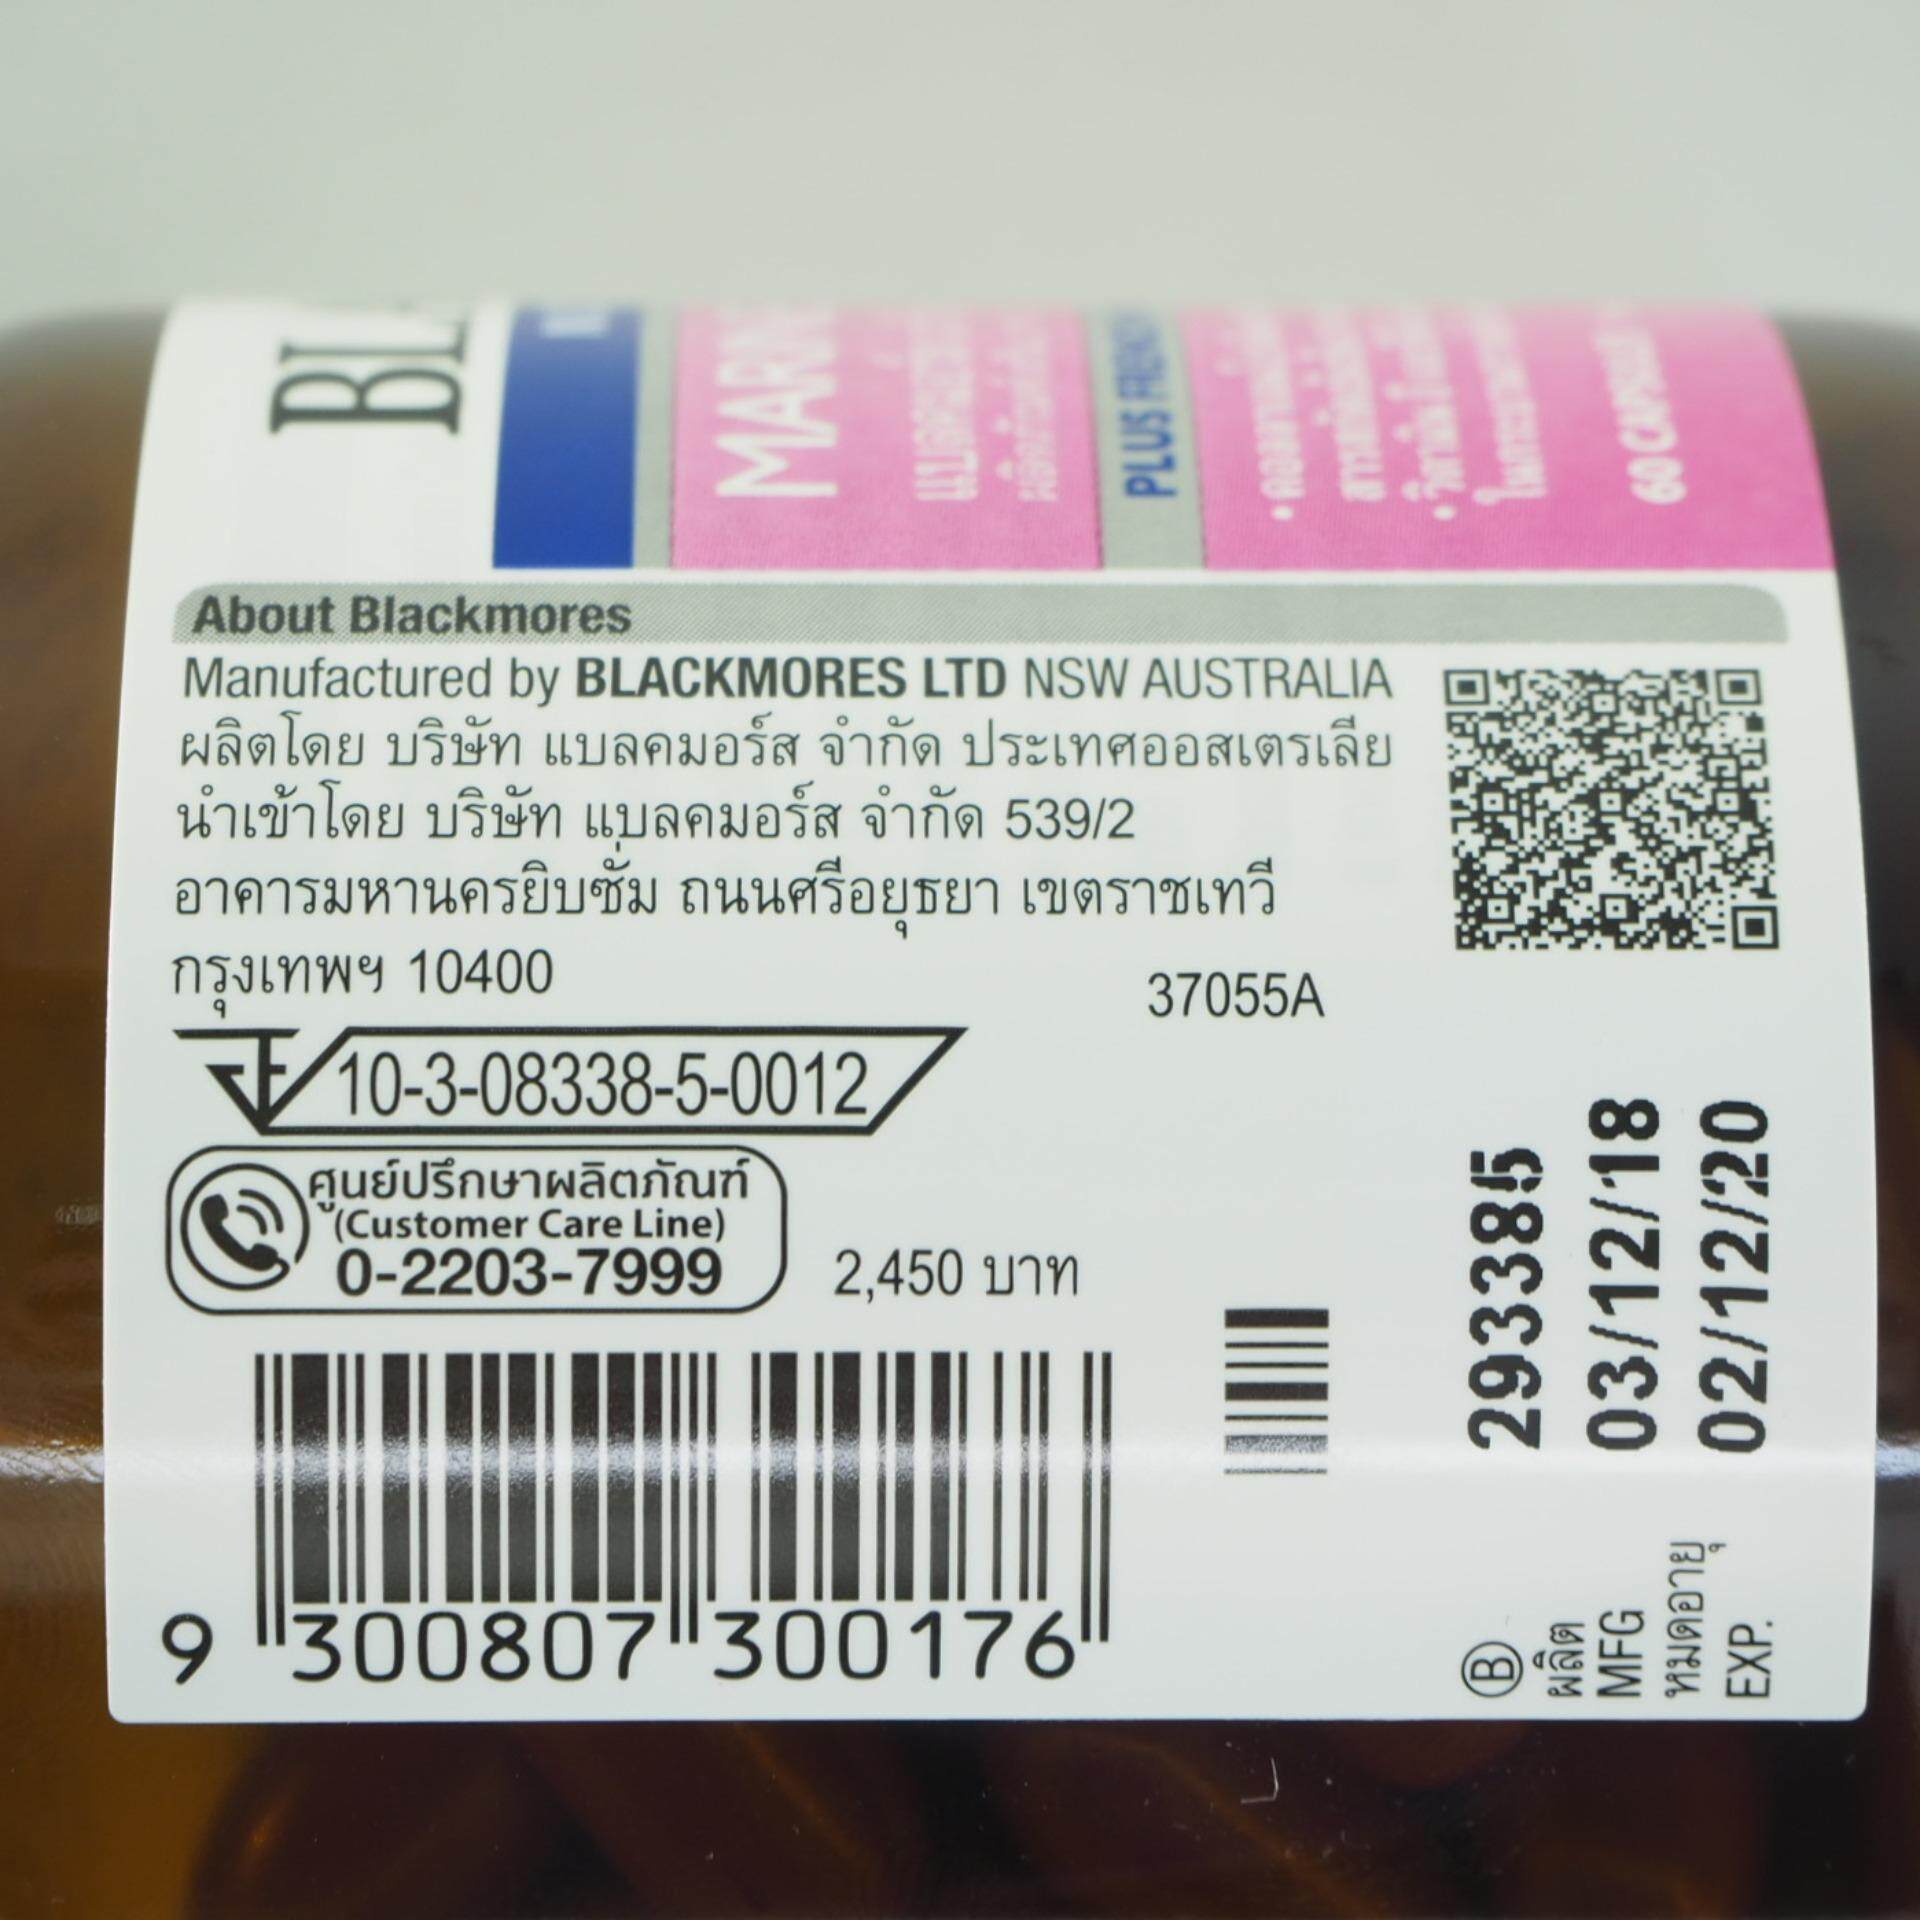 About Blackmores
Manufactured by BLACKMORES LTD NSW AUSTRALIA
ผลิตโดย บริษัท แบลคมอร์ส จำกัด ประเทศออสเตรเลีย
นำเข้าโดย บริษัท แบลคมอร์ส จำกัด 539/2
อาคารมหานครยิบซั่ม ถนนศรีอยุธยา เขตราชเทวี
กรุงเทพฯ 10400
37055A
10-3-08338-5-0012
ศูนย์ปรึกษาผลิตภัณฑ์
(Customer Care Line)
0-2203-7999
2,450 บาท
9 300807 300176
293385
03/12/18
02/12/20
B
ผลิต
MFG
หมดอายุ
EXP.
PLUS
60 CAPSULE